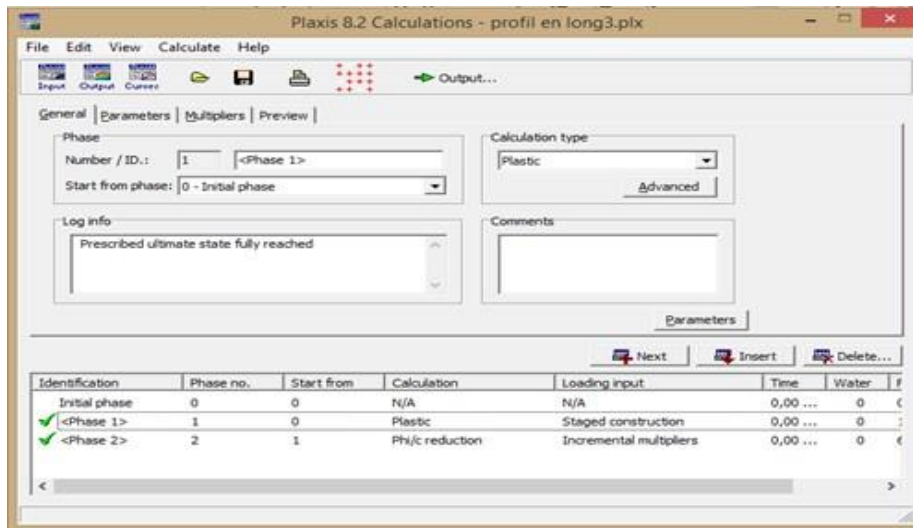 Plaxis 8.2 Calculations - profil en long3.plx
File Edit View Calculate Help
Input Output Curves Output...
General Parameters Multipliers Preview
Phase
Number / ID.: 1 <Phase 1>
Start from phase: 0 - Initial phase
Calculation type
Plastic
Advanced
Log info
Prescribed ultimate state fully reached
Comments
Parameters
Next Insert Delete...
Identification Phase no. Start from Calculation Loading input Time Water
Initial phase 0 0 N/A N/A 0,00 ... 0
<Phase 1> 1 0 Plastic Staged construction 0,00 ... 0
<Phase 2> 2 1 Phi/c reduction Incremental multipliers 0,00 ... 0